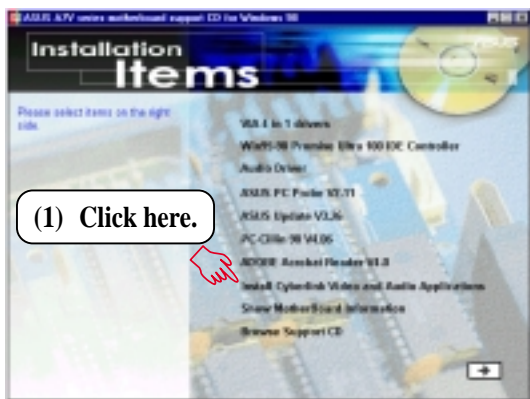 ASUS A7V series motherboard support CD for Windows 98
Installation
Items
ASUS
Please select items on the right
side.
VIA 4 in 1 drivers
Win95-98 Promise Ultra 100 IDE Controller
Audio Driver
ASUS PC Probe V2.11
ASUS Update V3.26
PC-Cillin 98 V4.06
ADOBE Acrobat Reader V4.0
(1) Click here.
Install Cyberlink Video and Audio Applications
Show MotherBoard Information
Browse Support CD